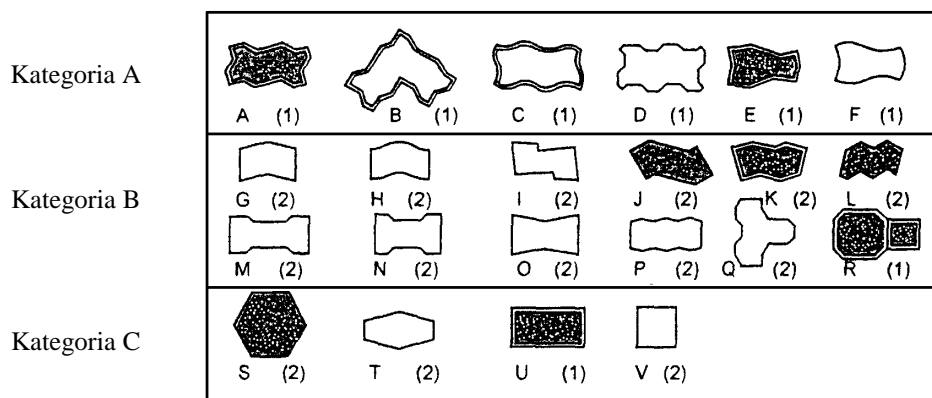 Kategoria A
A (1) B (1) C (1) D (1) E (1) F (1)
Kategoria B
G (2) H (2) I (2) J (2) K (2) L (2)
M (2) N (2) O (2) P (2) Q (2) R (1)
Kategoria C
S (2) T (2) U (1) V (2)